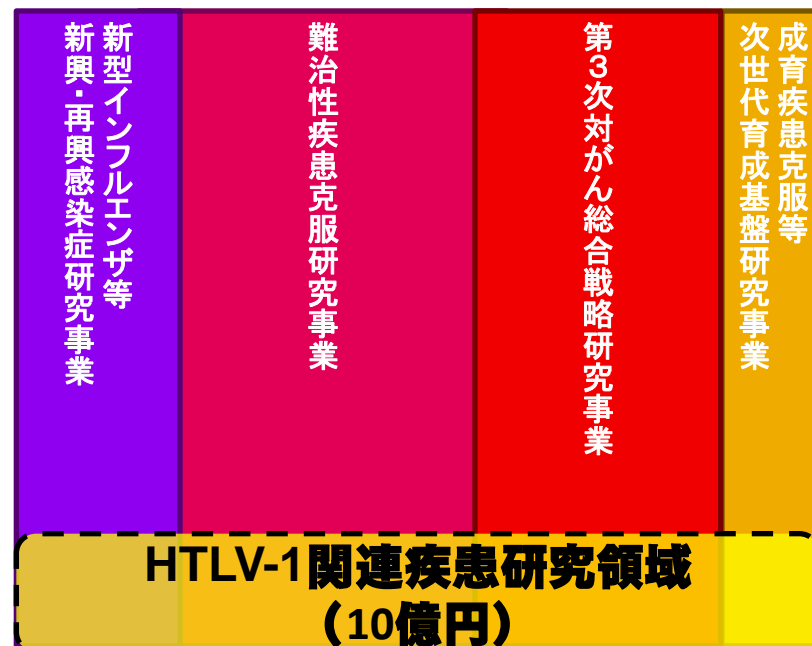 新型インフルエンザ等
新興・再興感染症研究事業
難治性疾患克服研究事業
第３次対がん総合戦略研究事業
成育疾患克服等
次世代育成基盤研究事業
HTLV-1関連疾患研究領域
（10億円）